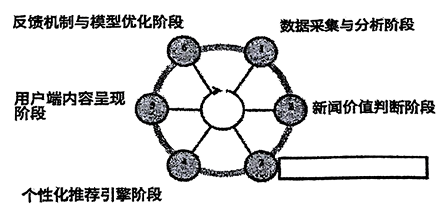 反馈机制与模型优化阶段
数据采集与分析阶段
用户端内容呈现
阶段
新闻价值判断阶段
个性化推荐引擎阶段